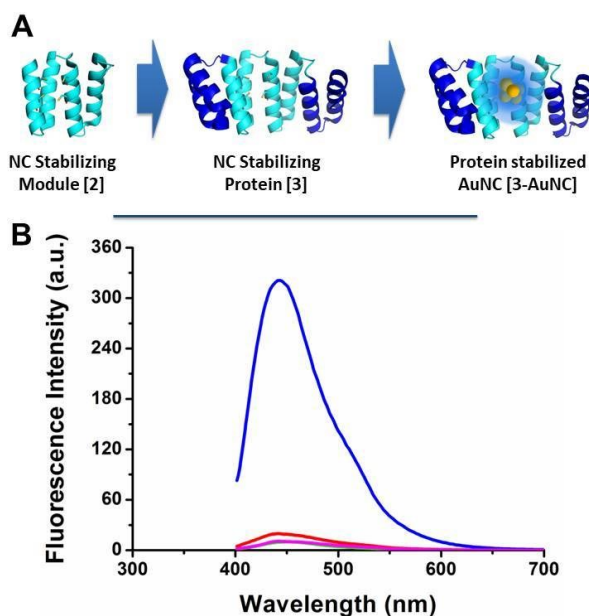 A
NC Stabilizing
Module [2]
NC Stabilizing
Protein [3]
Protein stabilized
AuNC [3-AuNC]
B
Fluorescence Intensity (a.u.)
360
300
240
180
120
60
0
300
400
500
600
700
Wavelength (nm)